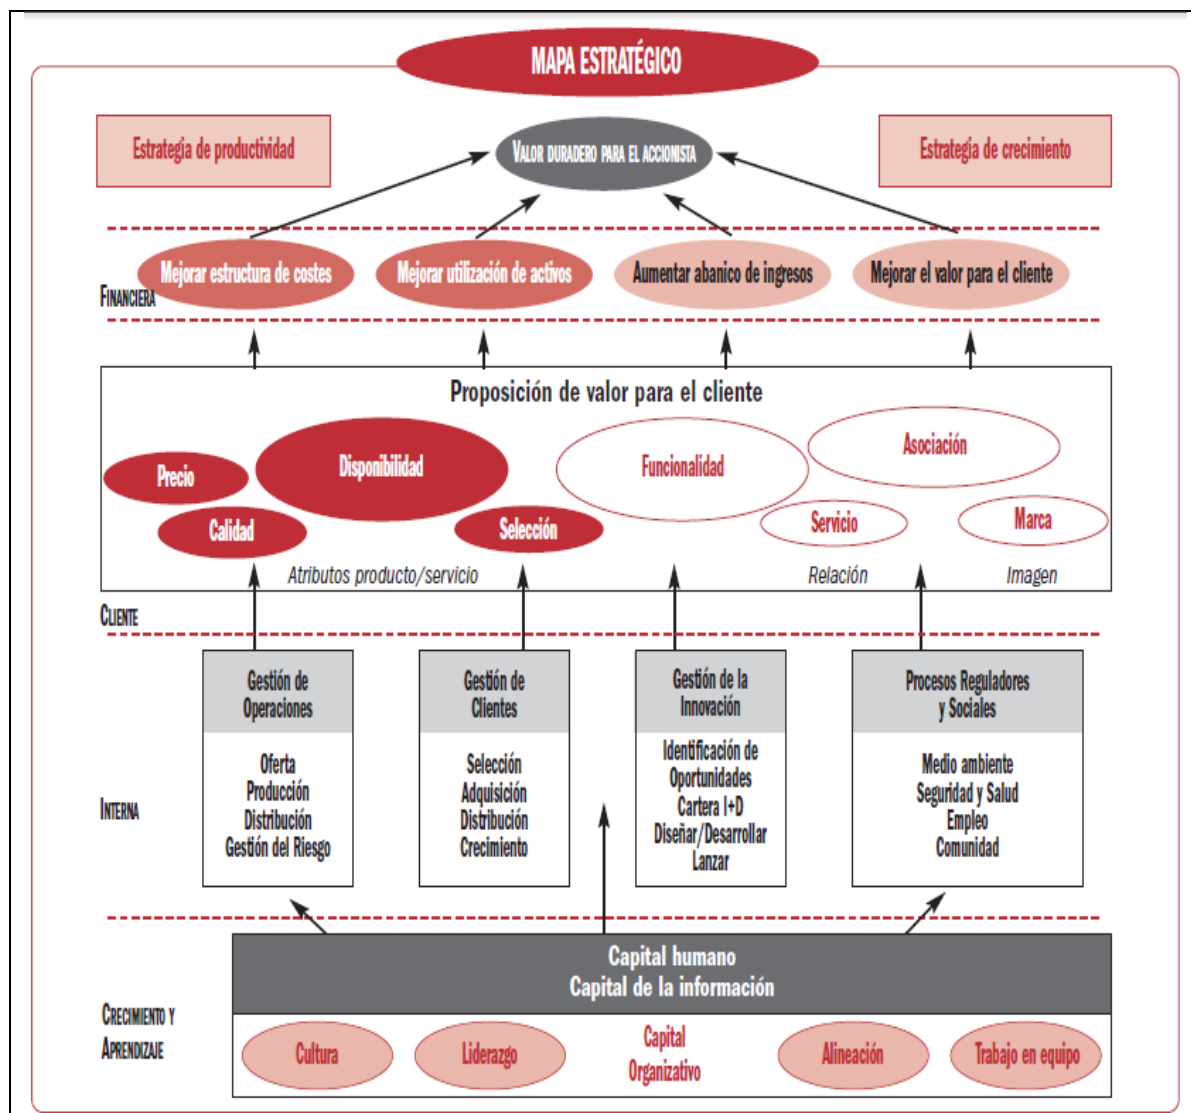 MAPA ESTRATÉGICO
Estrategia de productividad
VALOR DURADERO PARA EL ACCIONISTA
Estrategia de crecimiento
Mejorar estructura de costes
Mejorar utilización de activos
Aumentar abanico de ingresos
Mejorar el valor para el cliente
FINANCIERA
Proposición de valor para el cliente
Precio
Calidad
Disponibilidad
Selección
Funcionalidad
Asociación
Servicio
Marca
Atributos producto/servicio
Relación
Imagen
CLIENTE
Gestión de
Operaciones
Oferta
Producción
Distribución
Gestión del Riesgo
Gestión de
Clientes
Selección
Adquisición
Distribución
Crecimiento
Gestión de la
Innovación
Identificación de
Oportunidades
Cartera I+D
Diseñar/Desarrollar
Lanzar
Procesos Reguladores
y Sociales
Medio ambiente
Seguridad y Salud
Empleo
Comunidad
INTERNA
Capital humano
Capital de la información
CRECIMIENTO Y
APRENDIZAJE
Cultura
Liderazgo
Capital
Organizativo
Alineación
Trabajo en equipo